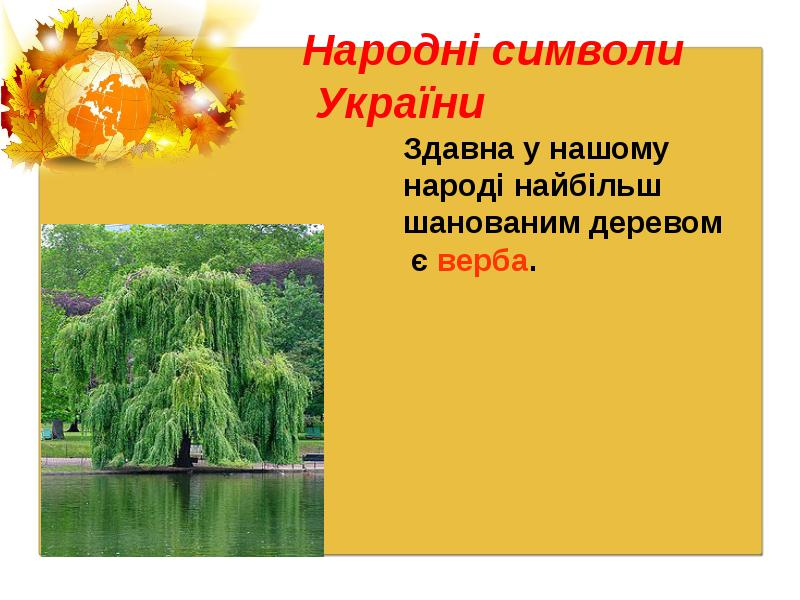 Народні символи
України
Здавна у нашому
народі найбільш
шанованим деревом
є верба.